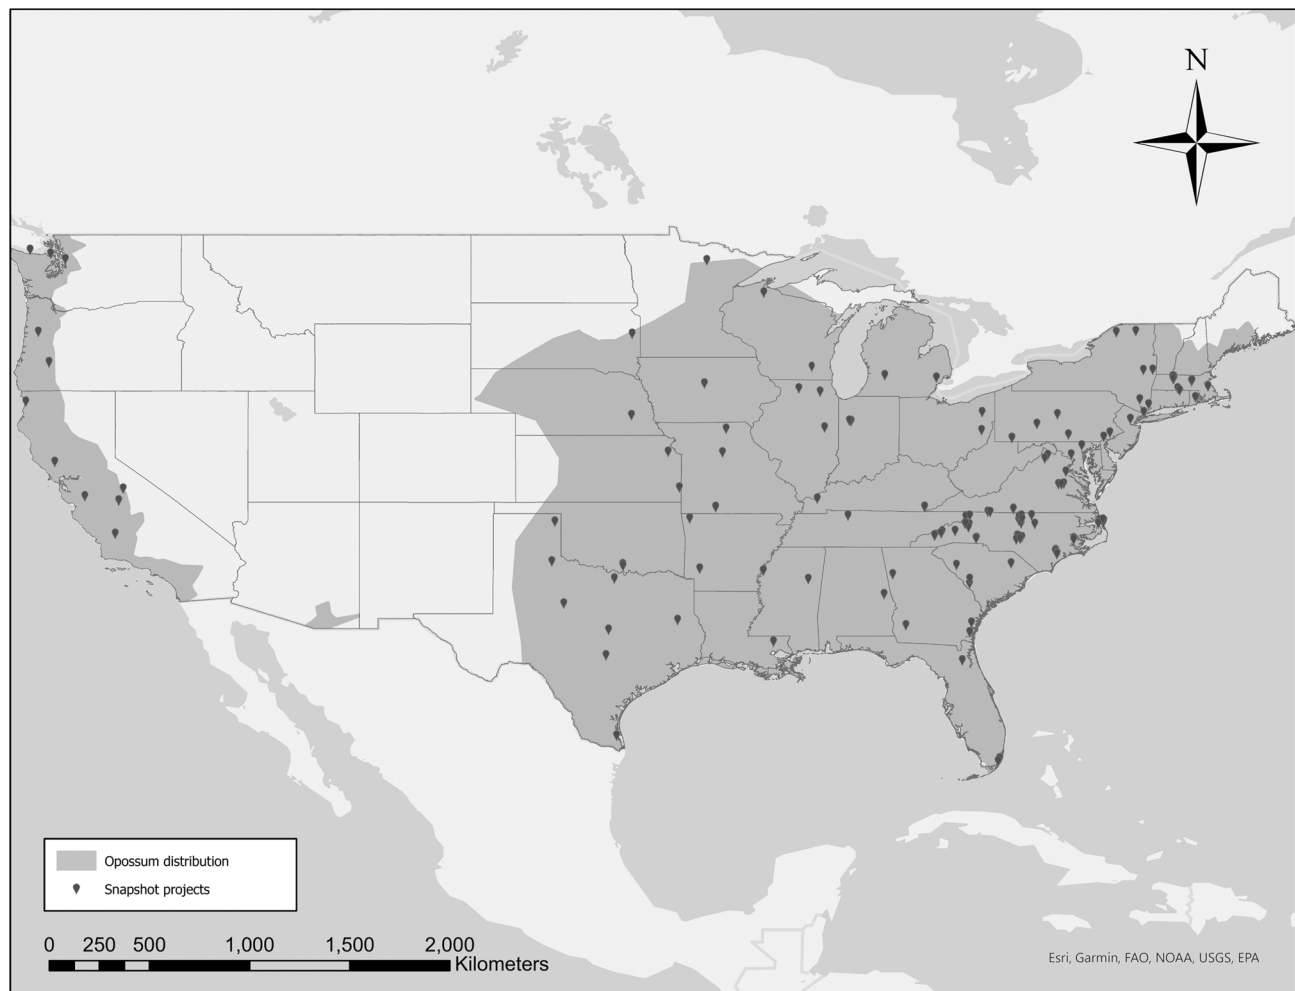 N
Opossum distribution
Snapshot projects
0 250 500 1,000 1,500 2,000
Kilometers
Esri, Garmin, FAO, NOAA, USGS, EPA